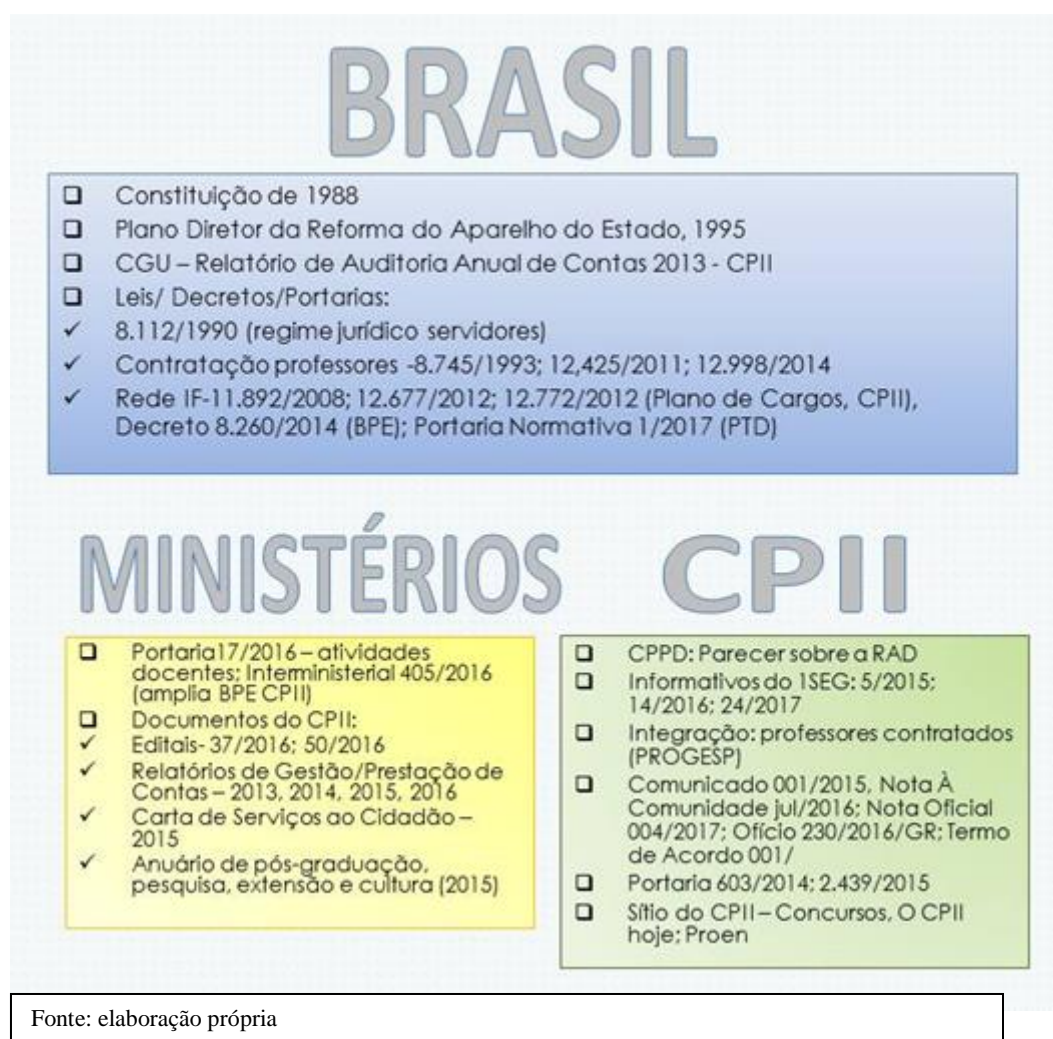 BRASIL
❑ Constituição de 1988
❑ Plano Diretor da Reforma do Aparelho do Estado, 1995
❑ CGU – Relatório de Auditoria Anual de Contas 2013 - CPII
❑ Leis/ Decretos/Portarias:
✓ 8.112/1990 (regime jurídico servidores)
✓ Contratação professores -8.745/1993; 12,425/2011; 12.998/2014
✓ Rede IF-11.892/2008; 12.677/2012; 12.772/2012 (Plano de Cargos, CPII),
Decreto 8.260/2014 (BPE); Portaria Normativa 1/2017 (PTD)
MINISTÉRIOS
❑ Portaria17/2016 – atividades
docentes; Interministerial 405/2016
(amplia BPE CPII)
❑ Documentos do CPII:
✓ Editais- 37/2016; 50/2016
✓ Relatórios de Gestão/Prestação de
Contas – 2013, 2014, 2015, 2016
✓ Carta de Serviços ao Cidadão –
2015
✓ Anuário de pós-graduação,
pesquisa, extensão e cultura (2015)
CPII
❑ CPPD: Parecer sobre a RAD
❑ Informativos do 1SEG: 5/2015;
14/2016; 24/2017
❑ Integração: professores contratados
(PROGESP)
❑ Comunicado 001/2015, Nota À
Comunidade jul/2016; Nota Oficial
004/2017; Ofício 230/2016/GR; Termo
de Acordo 001/
❑ Portaria 603/2014; 2.439/2015
❑ Sítio do CPII – Concursos, O CPII
hoje; Proen
Fonte: elaboração própria